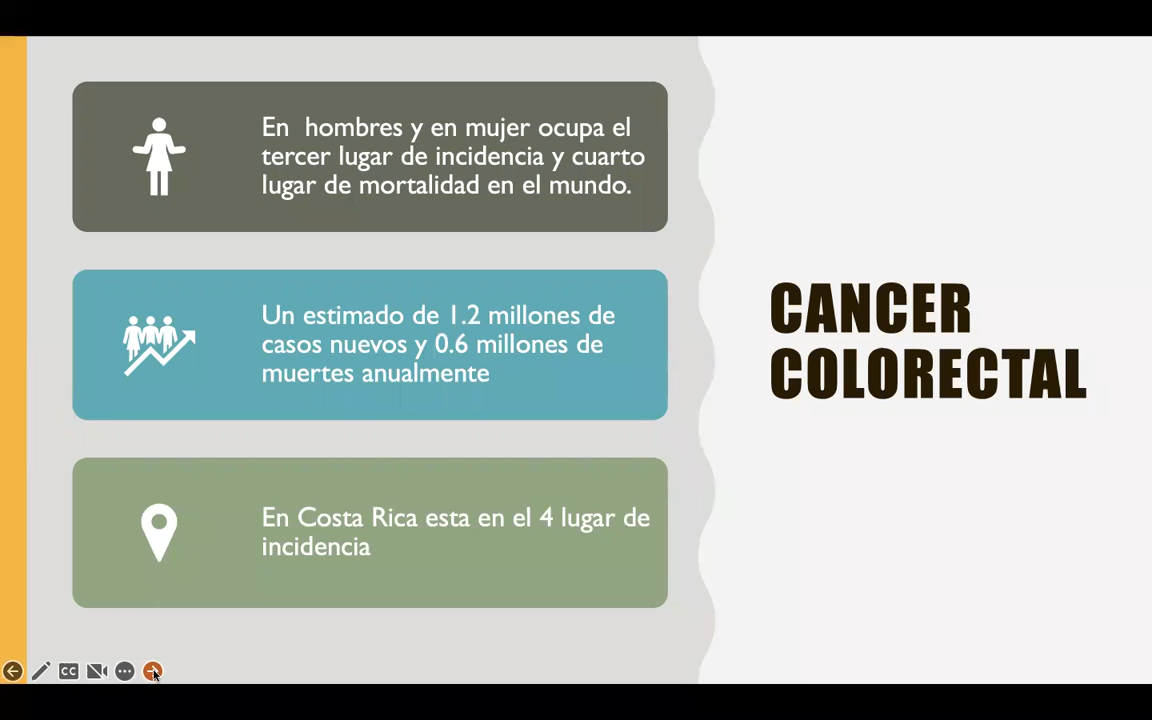 En  hombres y en mujer ocupa el
tercer lugar de incidencia y cuarto
lugar de mortalidad en el mundo.
Un estimado de 1.2 millones de
casos nuevos y 0.6 millones de
muertes anualmente
En Costa Rica esta en el 4 lugar de
incidencia
CANCER
COLORECTAL
CC